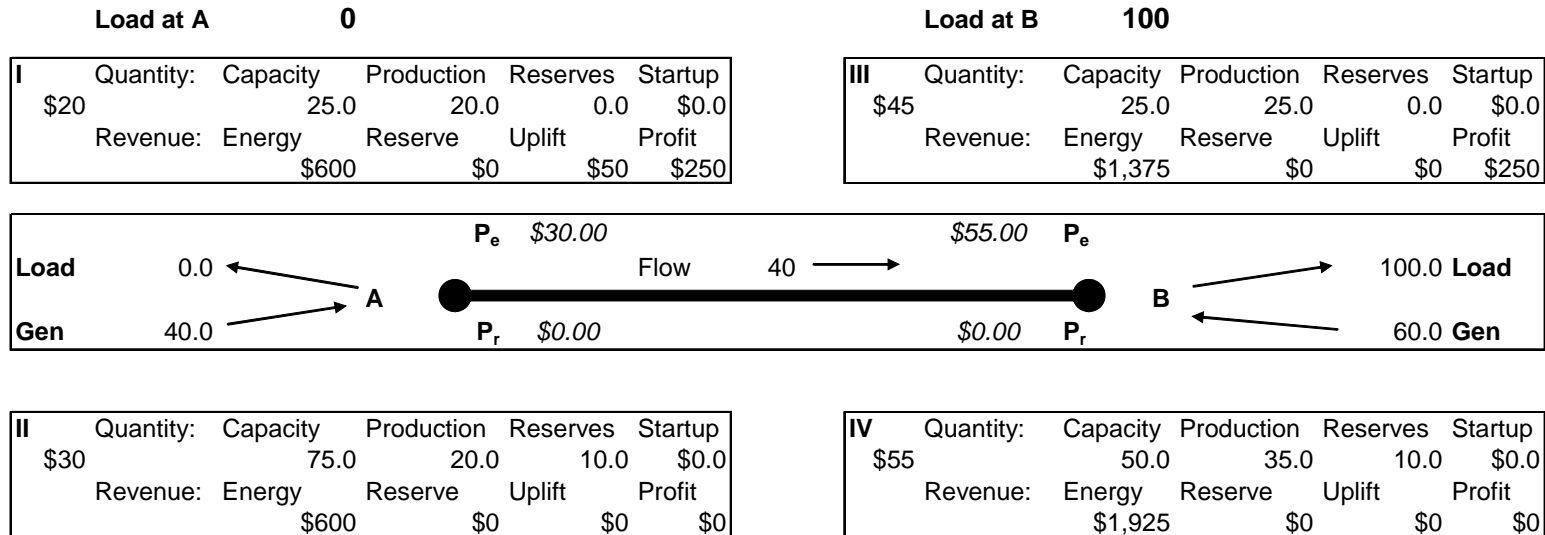 Load at A 0 Load at B 100
I Quantity: Capacity Production Reserves Startup
$20 25.0 20.0 0.0 $0.0
Revenue: Energy Reserve Uplift Profit
$600 $0 $50 $250
III Quantity: Capacity Production Reserves Startup
$45 25.0 25.0 0.0 $0.0
Revenue: Energy Reserve Uplift Profit
$1,375 $0 $0 $250
Pe $30.00 $55.00 Pe
Load 0.0 Flow 40 100.0 Load
A B
Gen 40.0 Pr $0.00 $0.00 Pr 60.0 Gen
II Quantity: Capacity Production Reserves Startup
$30 75.0 20.0 10.0 $0.0
Revenue: Energy Reserve Uplift Profit
$600 $0 $0 $0
IV Quantity: Capacity Production Reserves Startup
$55 50.0 35.0 10.0 $0.0
Revenue: Energy Reserve Uplift Profit
$1,925 $0 $0 $0